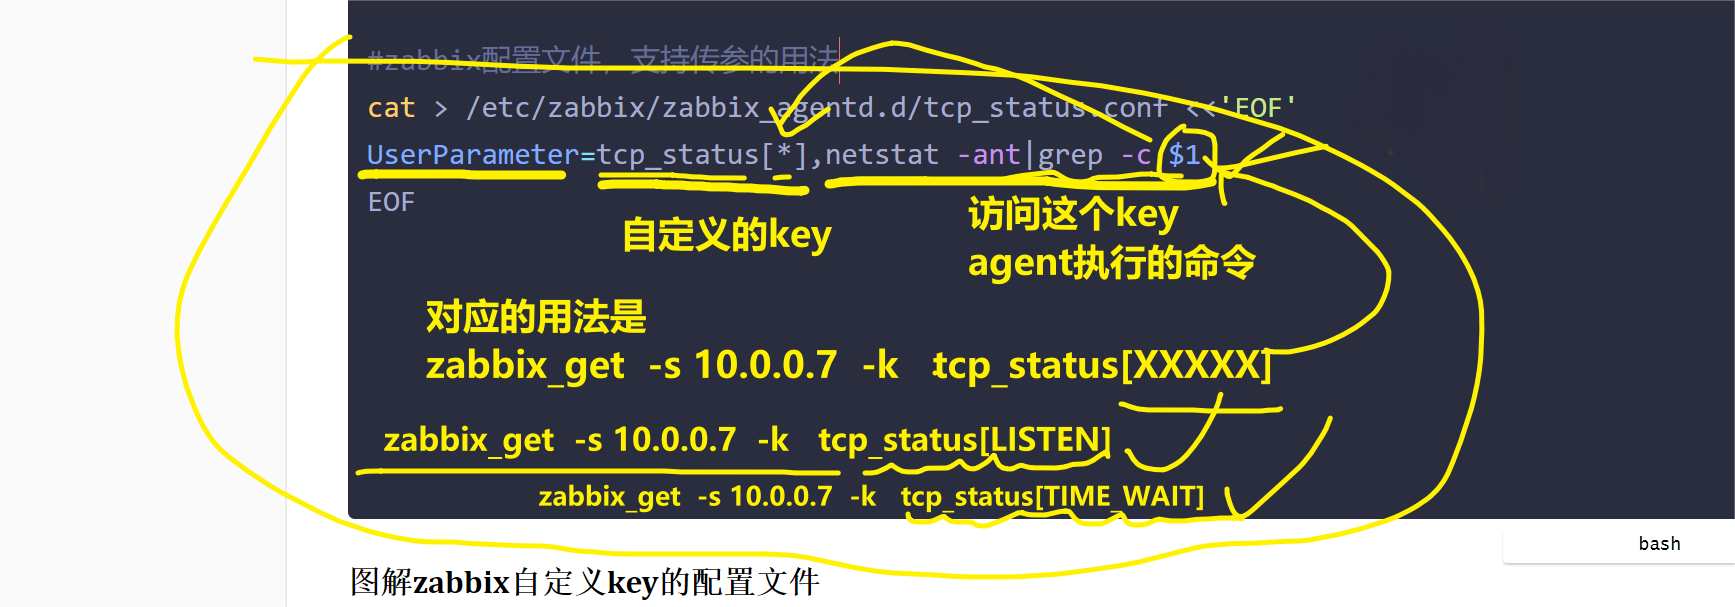 #zabbix配置文件，支持传参的用法
cat > /etc/zabbix/zabbix_agentd.d/tcp_status.conf <<'EOF'
UserParameter=tcp_status[*],netstat -ant|grep -c $1
EOF
自定义的key
访问这个key
agent执行的命令
对应的用法是
zabbix_get -s 10.0.0.7 -k tcp_status[XXXXX]
zabbix_get -s 10.0.0.7 -k tcp_status[LISTEN]
zabbix_get -s 10.0.0.7 -k tcp_status[TIME_WAIT]
bash
图解zabbix自定义key的配置文件